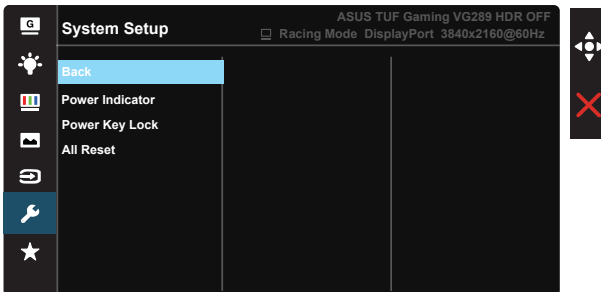 G
System Setup
ASUS TUF Gaming VG289 HDR OFF
Racing Mode DisplayPort 3840x2160@60Hz
Back
Power Indicator
Power Key Lock
All Reset